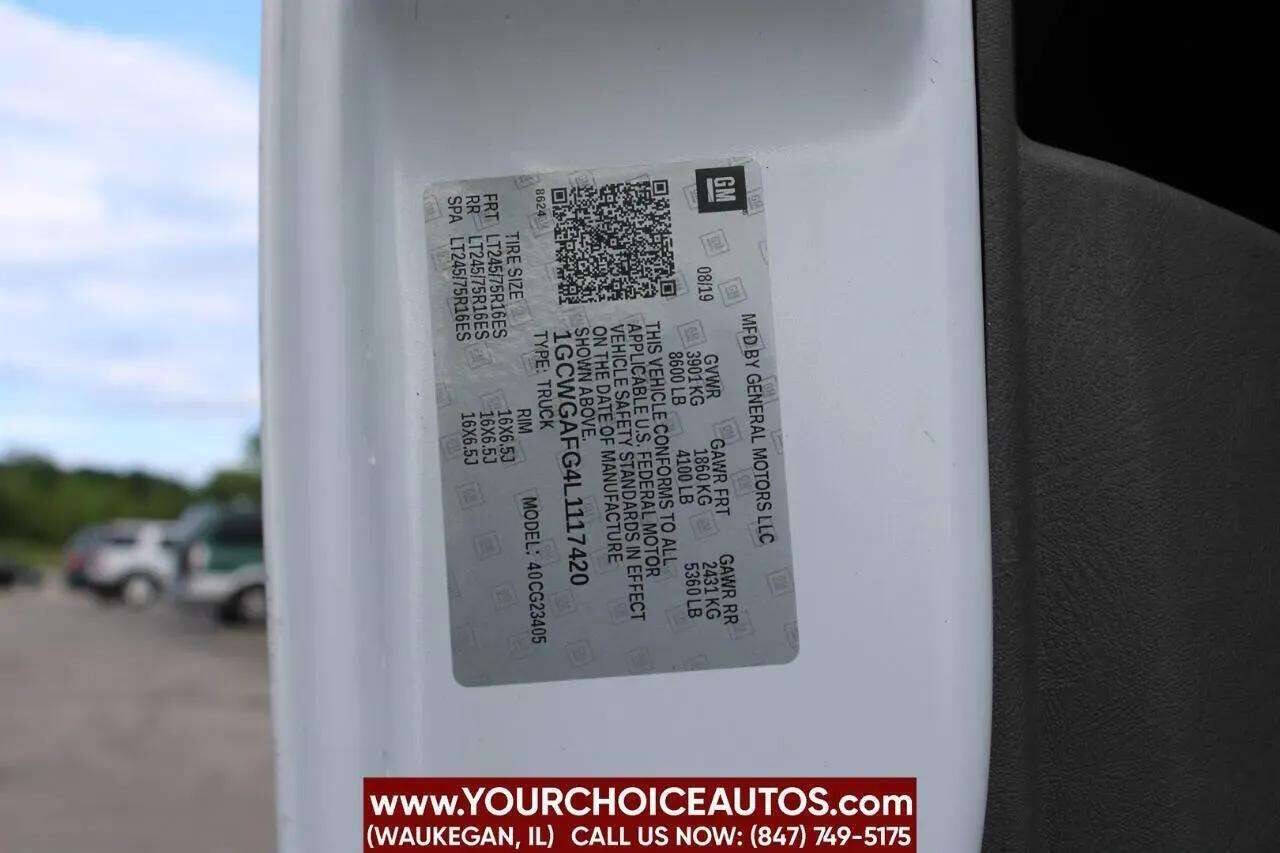 GM
MFD BY GENERAL MOTORS LLC
08/19
GVWR GAWR FRT GAWR RR
3901 KG 1860 KG 2431 KG
8600 LB 4100 LB 5360 LB
THIS VEHICLE CONFORMS TO ALL
APPLICABLE U.S. FEDERAL MOTOR
VEHICLE SAFETY STANDARDS IN EFFECT
ON THE DATE OF MANUFACTURE
SHOWN ABOVE.
8624
1GCWGAFG4L1117420
TYPE: TRUCK MODEL: 40CG23405
TIRE SIZE RIM
FRT LT245/75R16ES 16X6.5J
RR LT245/75R16ES 16X6.5J
SPA LT245/75R16ES 16X6.5J
www.YOURCHOICEAUTOS.com
(WAUKEGAN, IL) CALL US NOW: (847) 749-5175